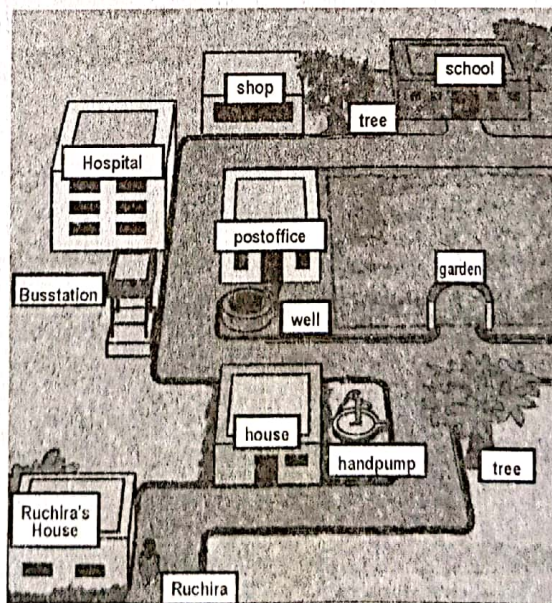 school
shop
tree
Hospital
postoffice
garden
Busstation
well
house
handpump
tree
Ruchira's
House
Ruchira